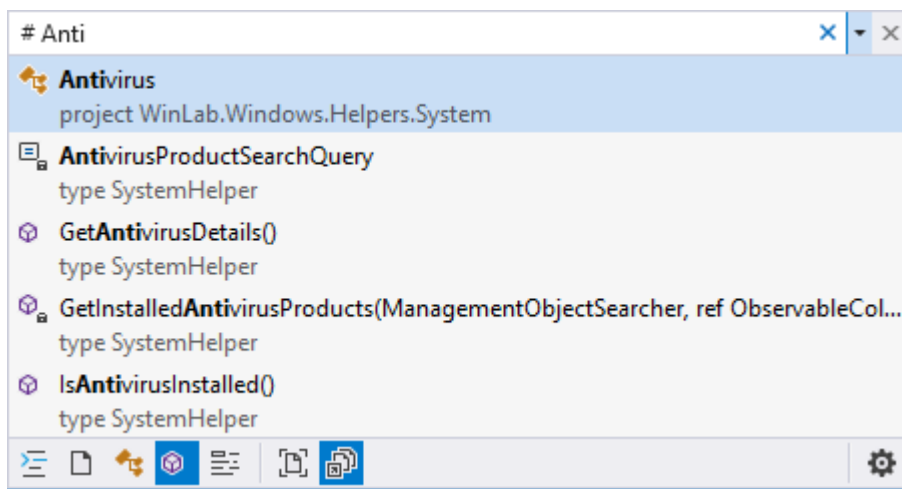 # Anti
Antivirus
project WinLab.Windows.Helpers.System
AntivirusProductSearchQuery
type SystemHelper
GetAntivirusDetails()
type SystemHelper
GetInstalledAntivirusProducts(ManagementObjectSearcher, ref ObservableCol...
type SystemHelper
IsAntivirusInstalled()
type SystemHelper